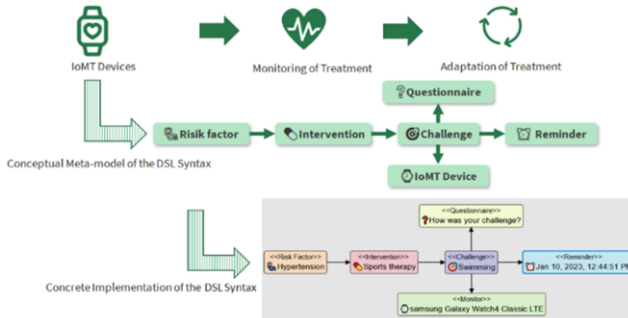 IoMT Devices
Monitoring of Treatment
Adaptation of Treatment
Questionnaire
Risik factor
Intervention
Challenge
Reminder
IoMT Device
Conceptual Meta-model of the DSL Syntax
<<Questionnaire>>
How was your challenge?
<<Risk Factor>>
Hypertension
<<Intervention>>
Sports therapy
<<Challenge>>
Swimming
<<Reminder>>
Jan 10, 2023, 12:44:51 PM
<<Monitor>>
samsung Galaxy Watch4 Classic LTE
Concrete Implementation of the DSL Syntax